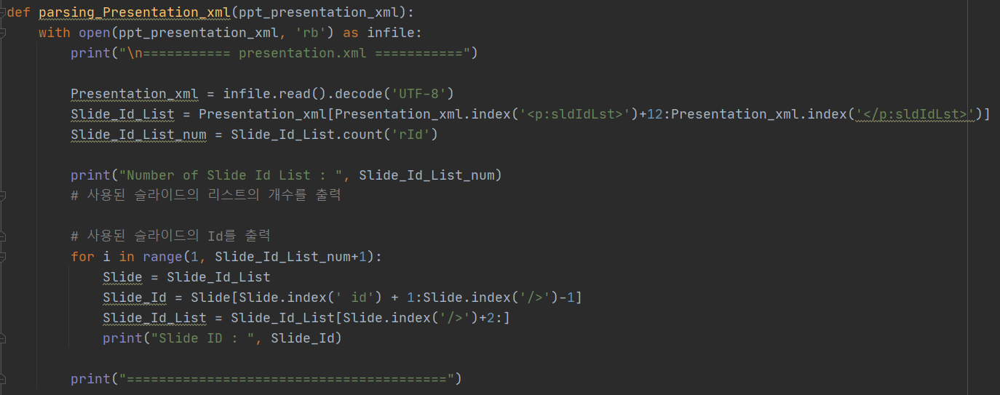 def parsing_Presentation_xml(ppt_presentation_xml):
    with open(ppt_presentation_xml, 'rb') as infile:
        print("\n=========== presentation.xml ===========")
        Presentation_xml = infile.read().decode('UTF-8')
        Slide_Id_List = Presentation_xml[Presentation_xml.index('<p:sldIdLst>')+12:Presentation_xml.index('</p:sldIdLst>')]
        Slide_Id_List_num = Slide_Id_List.count('rId')
        print("Number of Slide Id List : ", Slide_Id_List_num)
        # 사용된 슬라이드의 리스트의 개수를 출력
        # 사용된 슬라이드의 Id를 출력
        for i in range(1, Slide_Id_List_num+1):
            Slide = Slide_Id_List
            Slide_Id = Slide[Slide.index(' id') + 1:Slide.index('/>')-1]
            Slide_Id_List = Slide_Id_List[Slide.index('/>')+2:]
            print("Slide ID : ", Slide_Id)
        print("========================================")